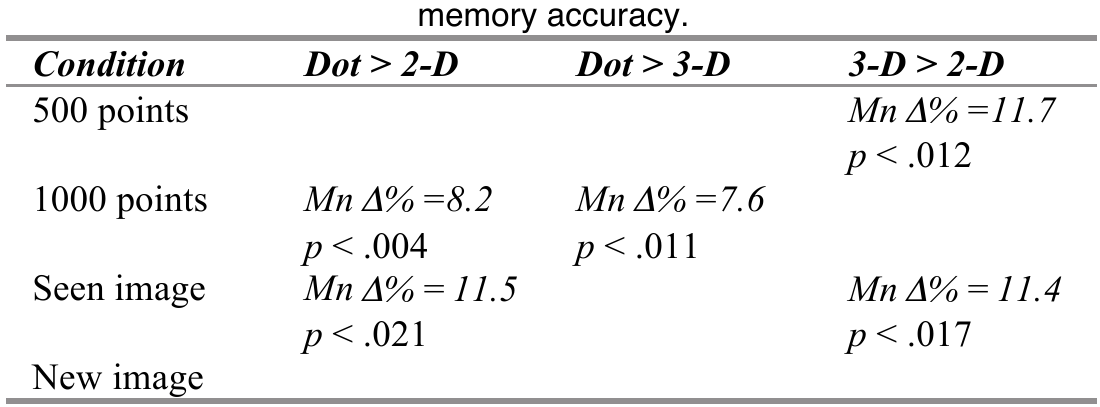 memory accuracy.
Condition Dot > 2-D Dot > 3-D 3-D > 2-D
500 points Mn Δ% =11.7
p < .012
1000 points Mn Δ% =8.2 Mn Δ% =7.6
p < .004 p < .011
Seen image Mn Δ% = 11.5 Mn Δ% = 11.4
p < .021 p < .017
New image